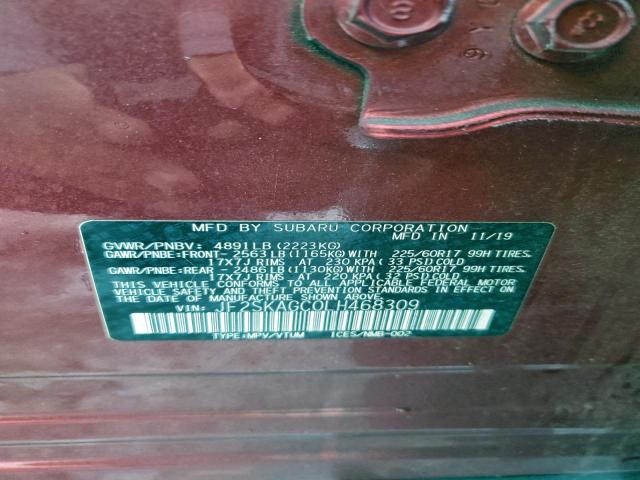 8
8
MFD BY SUBARU CORPORATION
MFD IN 11/19
GVWR/PNBV: 4891LB (2223KG)
GAWR/PNBE:FRONT- 2563LB (1165KG)WITH 225/60R17 99H TIRES.
17X7J RIMS AT 230 KPA ( 33 PSI)COLD
GAWR/PNBE:REAR - 2486LB (1130KG)WITH 225/60R17 99H TIRES.
17X7J RIMS AT 220 KPA ( 32 PSI)COLD
THIS VEHICLE CONFORMS TO ALL APPLICABLE FEDERAL MOTOR
VEHICLE SAFETY AND THEFT PREVENTION STANDARDS IN EFFECT
ON THE DATE OF MANUFACTURE SHOWN ABOVE.
VIN: JF2SKAGC0LH468309
TYPE:MPV/VTUM ICES/NMB-002